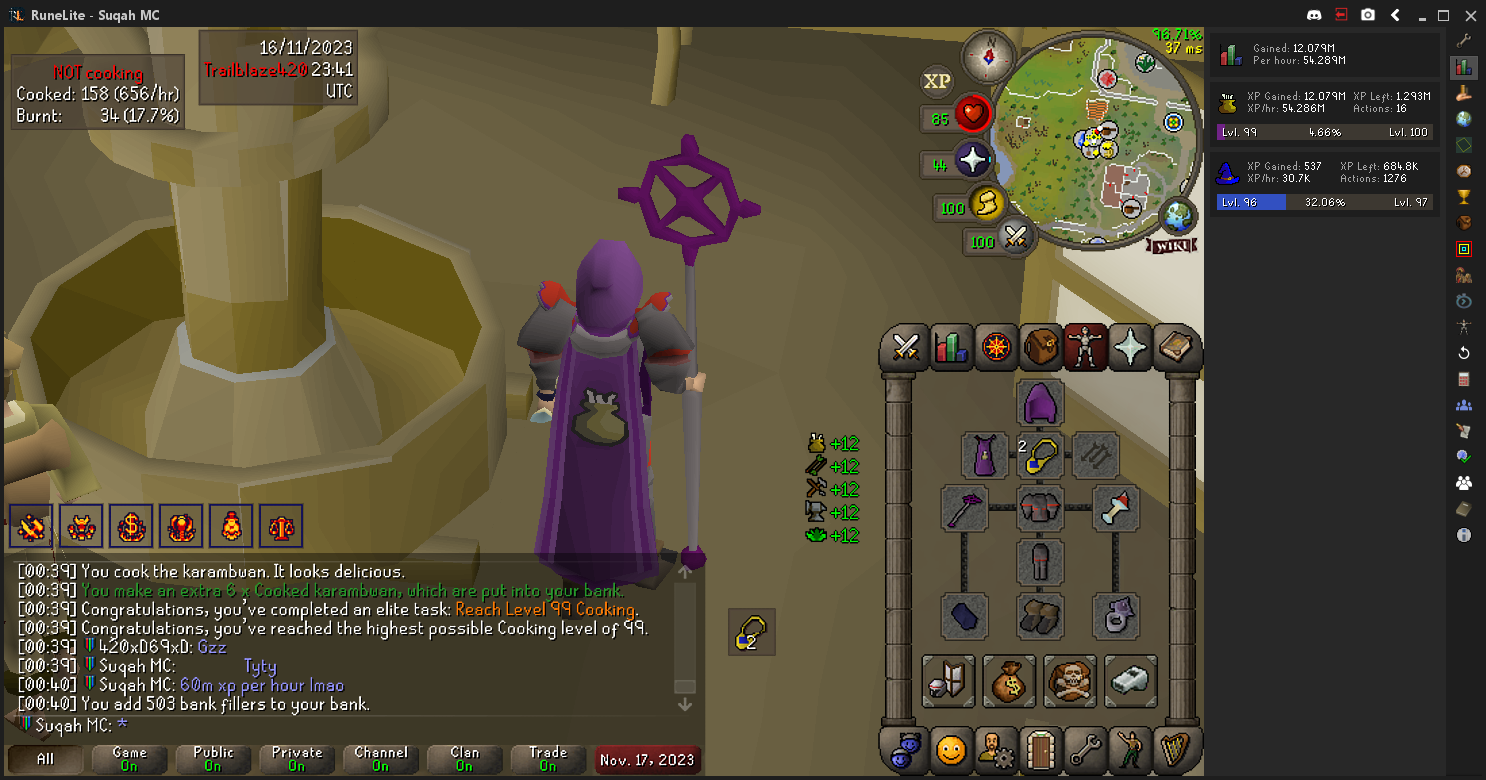 RuneLite - Suqah MC
NOT cooking
Cooked: 158 (656/hr)
Burnt: 34 (17.7%)
16/11/2023
Trailblaze420 23:41
UTC
96.71%
37 ms
XP
85
44
100
100
WIKI
Gained: 12.079M
Per hour: 54.289M
XP Gained: 12.079M XP Left: 1.293M
XP/hr: 54.286M Actions: 16
Lvl. 99 4.66% Lvl. 100
XP Gained: 537 XP Left: 684.8K
XP/hr: 30.7K Actions: 1276
Lvl. 96 32.06% Lvl. 97
2
+12
+12
+12
+12
+12
[00:39] You cook the karambwan. It looks delicious.
[00:39] You make an extra 6 x Cooked karambwan, which are put into your bank.
[00:39] Congratulations, you've completed an elite task: Reach Level 99 Cooking.
[00:39] Congratulations, you've reached the highest possible Cooking level of 99.
[00:39] 420xD69xD: Gzz
[00:39] Suqah MC: Tyty
[00:40] Suqah MC: 60m xp per hour lmao
[00:40] You add 503 bank fillers to your bank.
Suqah MC: *
2
All
Game On
Public On
Private On
Channel On
Clan On
Trade On
Nov. 17, 2023